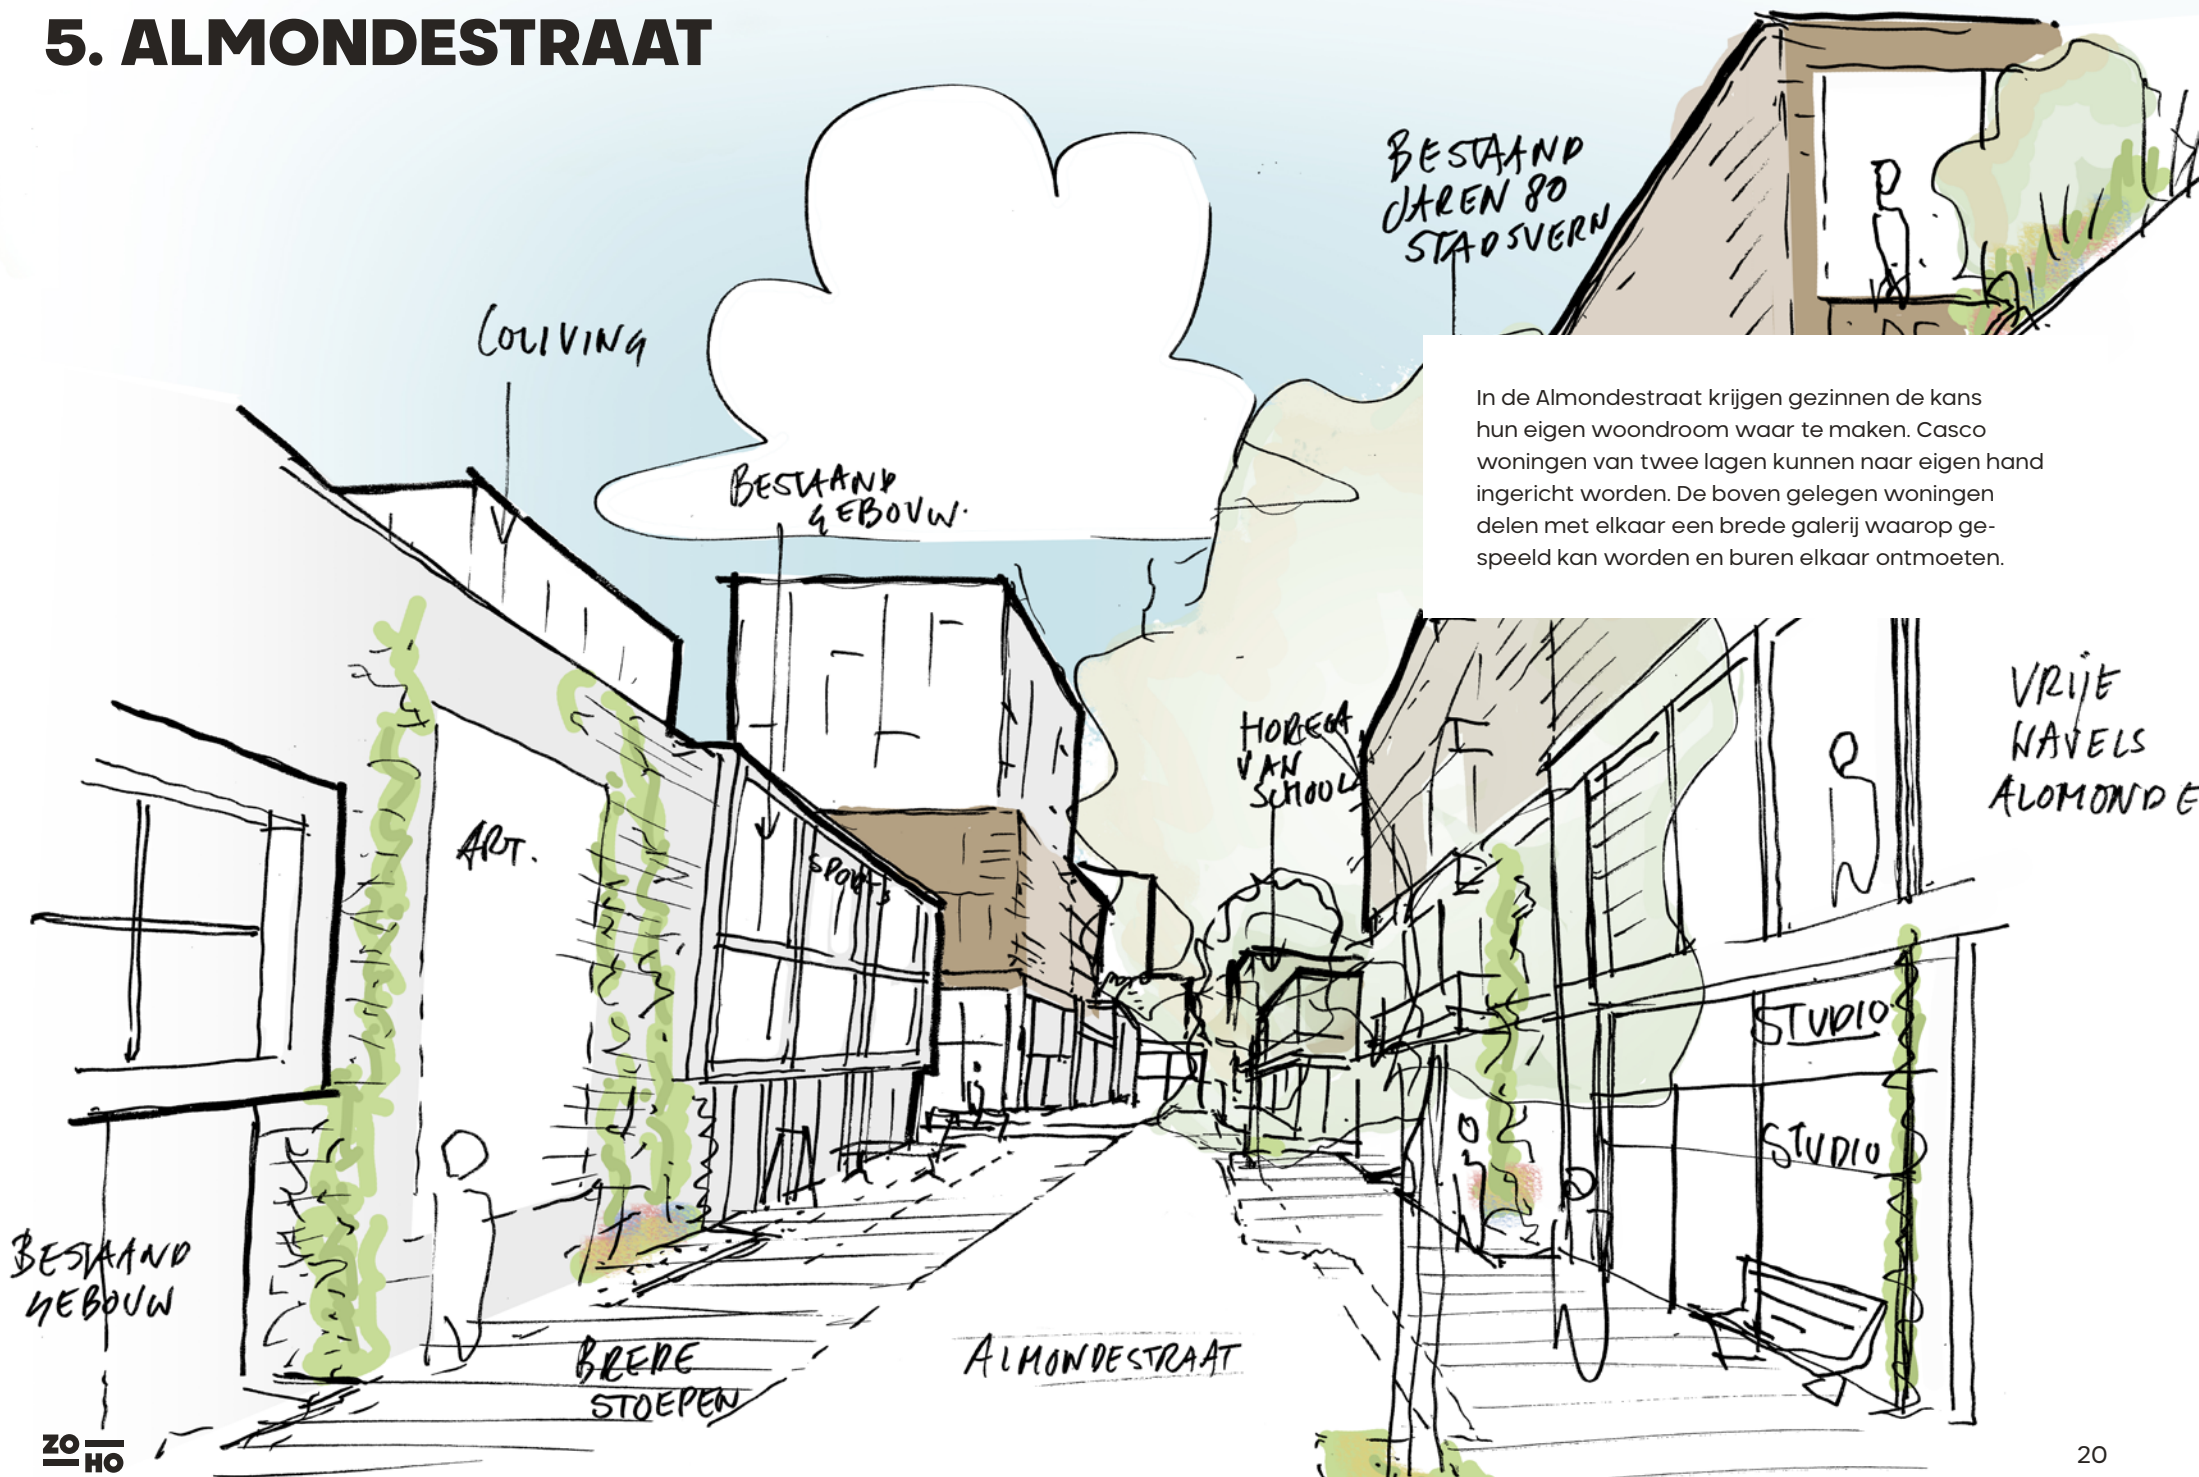 5. ALMONDESTRAAT
BESTAAND
JAREN 80
STADSVERN
COLIVING
In de Almondestraat krijgen gezinnen de kans
hun eigen woondroom waar te maken. Casco
woningen van twee lagen kunnen naar eigen hand
ingericht worden. De boven gelegen woningen
delen met elkaar een brede galerij waarop ge-
speeld kan worden en buren elkaar ontmoeten.
BESTAAND
GEBOUW.
VRIJE
KAVELS
ALOMONDE
HORECA
VAN
SCHOOL
ART.
SPORTS
STUDIO
STUDIO
BESTAAND
GEBOUW
BREDE
STOEPEN
ALMONDESTRAAT
ZO
HO
20